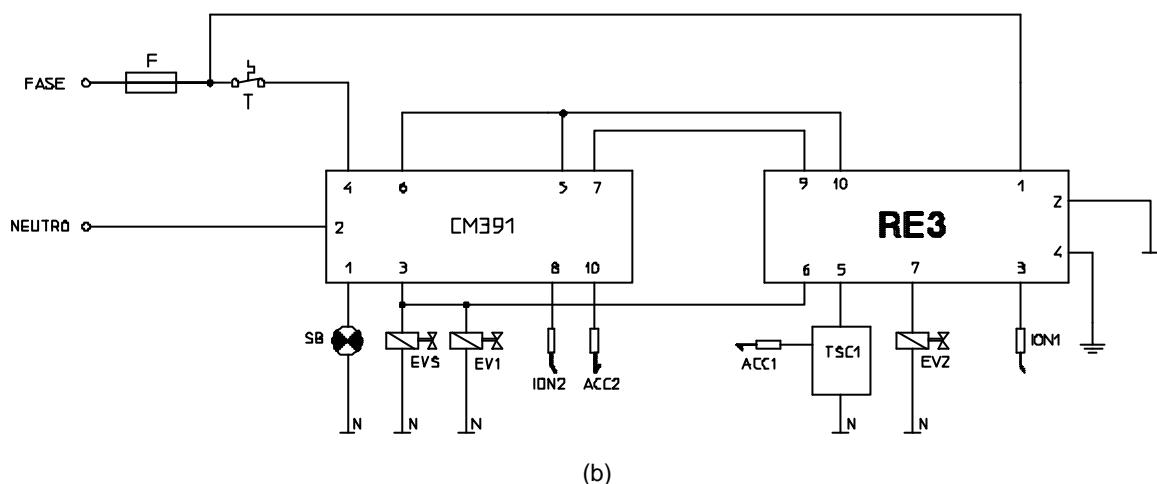 F
FASE
T
4 6 5 7
9 10 1
NEUTRO
2
CM391
RE3
2
4
1 3 8 10
6 5 7 3
SB
EVS
EV1
ION2
ACC2
ACC1
TSC1
EV2
ION1
N N N N N
(b)